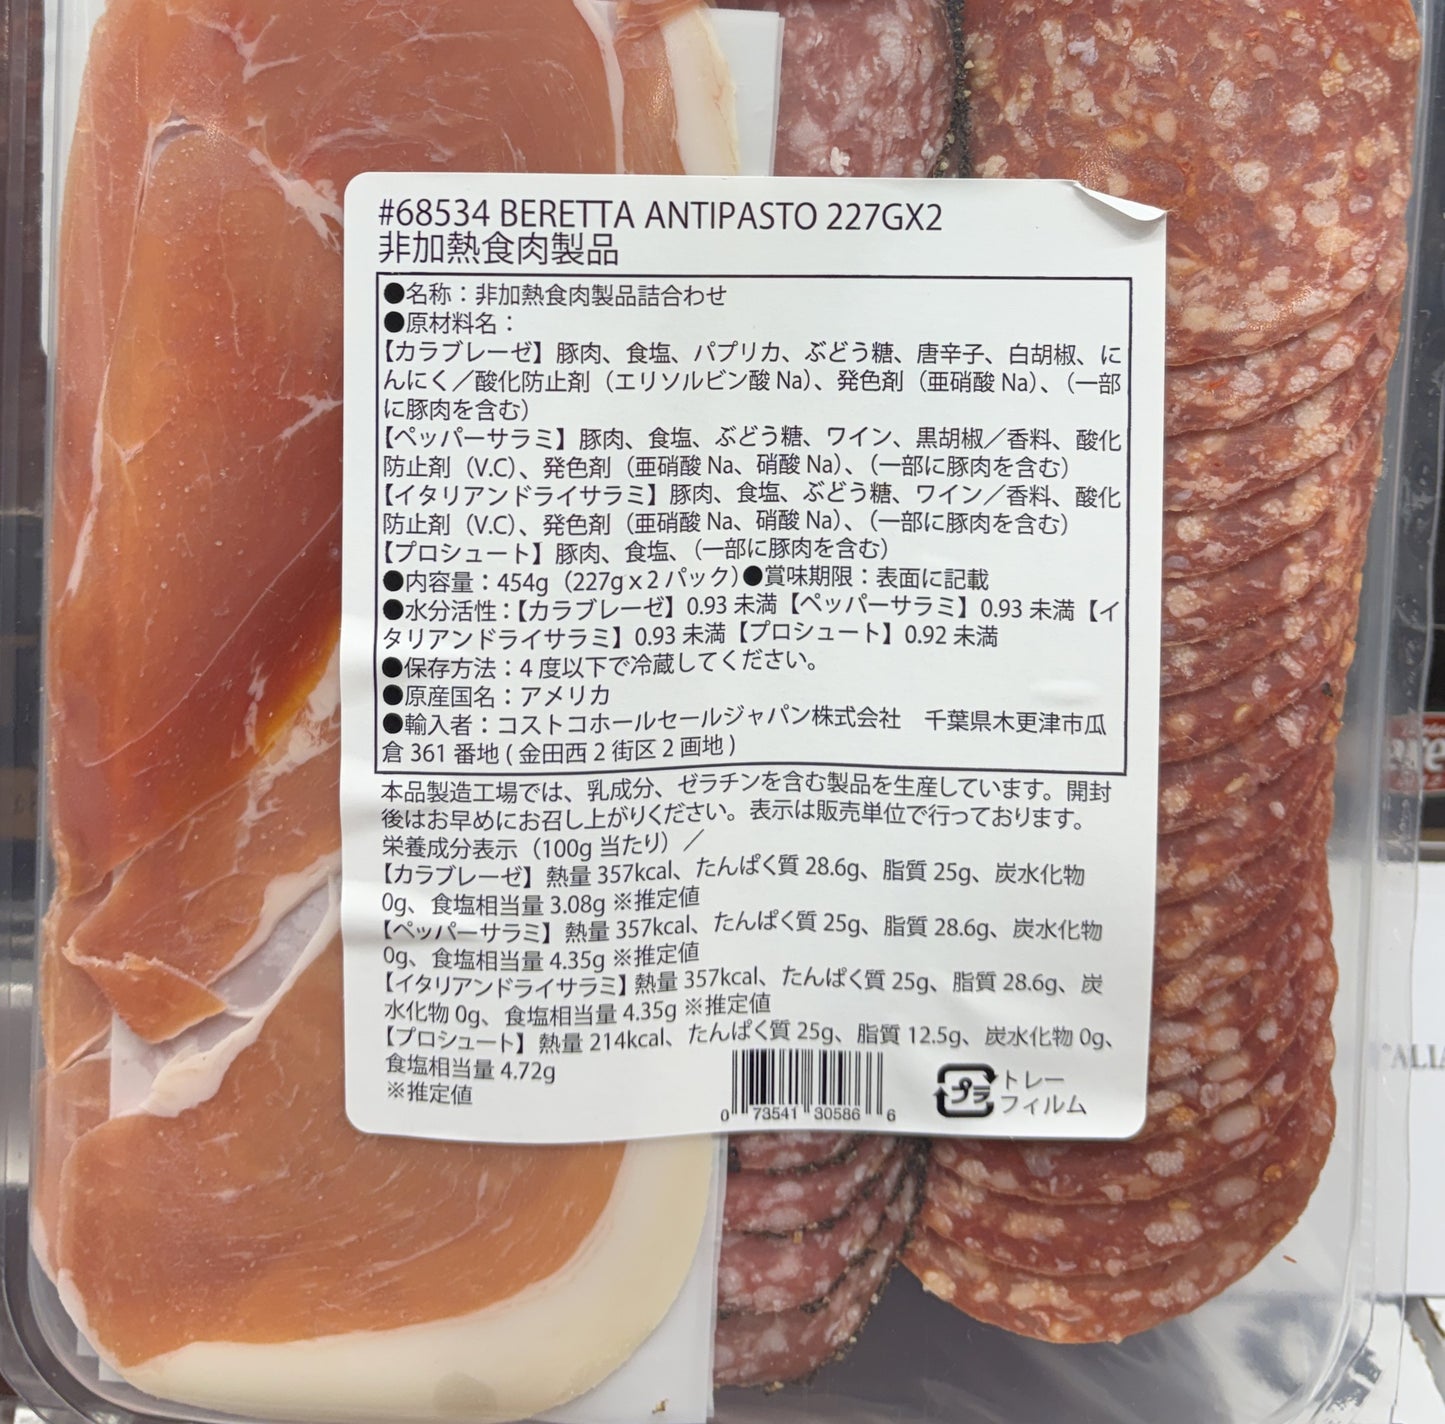 #68534 BERETTA ANTIPASTO 227GX2
非加熱食肉製品
●名称：非加熱食肉製品詰合わせ
●原材料名：
【カラブレーゼ】豚肉、食塩、パプリカ、ぶどう糖、唐辛子、白胡椒、に
んにく／酸化防止剤（エリソルビン酸 Na）、発色剤（亜硝酸 Na）、（一部
に豚肉を含む）
【ペッパーサラミ】豚肉、食塩、ぶどう糖、ワイン、黒胡椒／香料、酸化
防止剤（V.C）、発色剤（亜硝酸 Na、硝酸 Na）、（一部に豚肉を含む）
【イタリアンドライサラミ】豚肉、食塩、ぶどう糖、ワイン／香料、酸化
防止剤（V.C）、発色剤（亜硝酸 Na、硝酸 Na）、（一部に豚肉を含む）
【プロシュート】豚肉、食塩、（一部に豚肉を含む）
●内容量：454g（227g x 2 パック）●賞味期限：表面に記載
●水分活性：【カラブレーゼ】0.93 未満【ペッパーサラミ】0.93 未満【イ
タリアンドライサラミ】0.93 未満【プロシュート】0.92 未満
●保存方法：4 度以下で冷蔵してください。
●原産国名：アメリカ
●輸入者：コストコホールセールジャパン株式会社　千葉県木更津市瓜
倉 361 番地 ( 金田西 2 街区 2 画地 )
本品製造工場では、乳成分、ゼラチンを含む製品を生産しています。開封
後はお早めにお召し上がりください。表示は販売単位で行っております。
栄養成分表示（100g 当たり）／
【カラブレーゼ】熱量 357kcal、たんぱく質 28.6g、脂質 25g、炭水化物
0g、食塩相当量 3.08g ※推定値
【ペッパーサラミ】熱量 357kcal、たんぱく質 25g、脂質 28.6g、炭水化物
0g、食塩相当量 4.35g ※推定値
【イタリアンドライサラミ】熱量 357kcal、たんぱく質 25g、脂質 28.6g、炭
水化物 0g、食塩相当量 4.35g ※推定値
【プロシュート】熱量 214kcal、たんぱく質 25g、脂質 12.5g、炭水化物 0g、
食塩相当量 4.72g
※推定値
0 73541 30586 6
プラ
トレー
フィルム